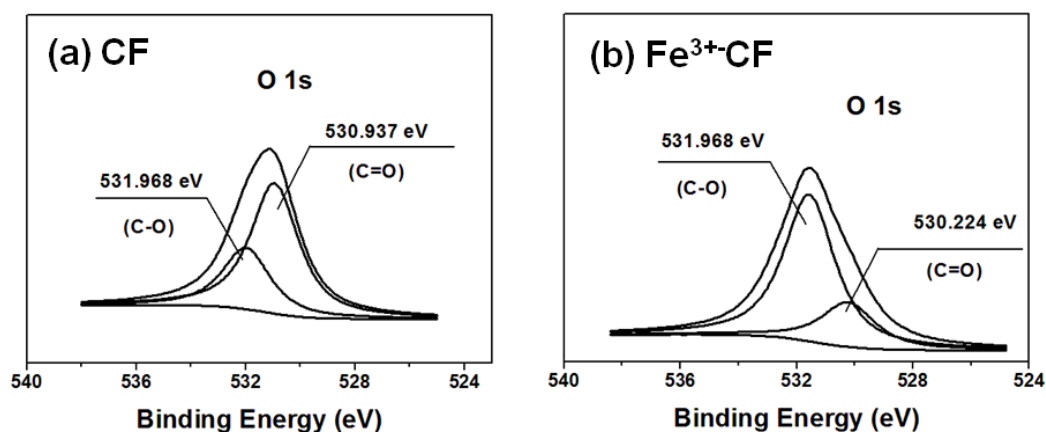 (a) CF
O 1s
530.937 eV
(C=O)
531.968 eV
(C-O)
540 536 532 528 524
Binding Energy (eV)
(b) Fe³⁺-CF
O 1s
531.968 eV
(C-O)
530.224 eV
(C=O)
540 536 532 528 524
Binding Energy (eV)